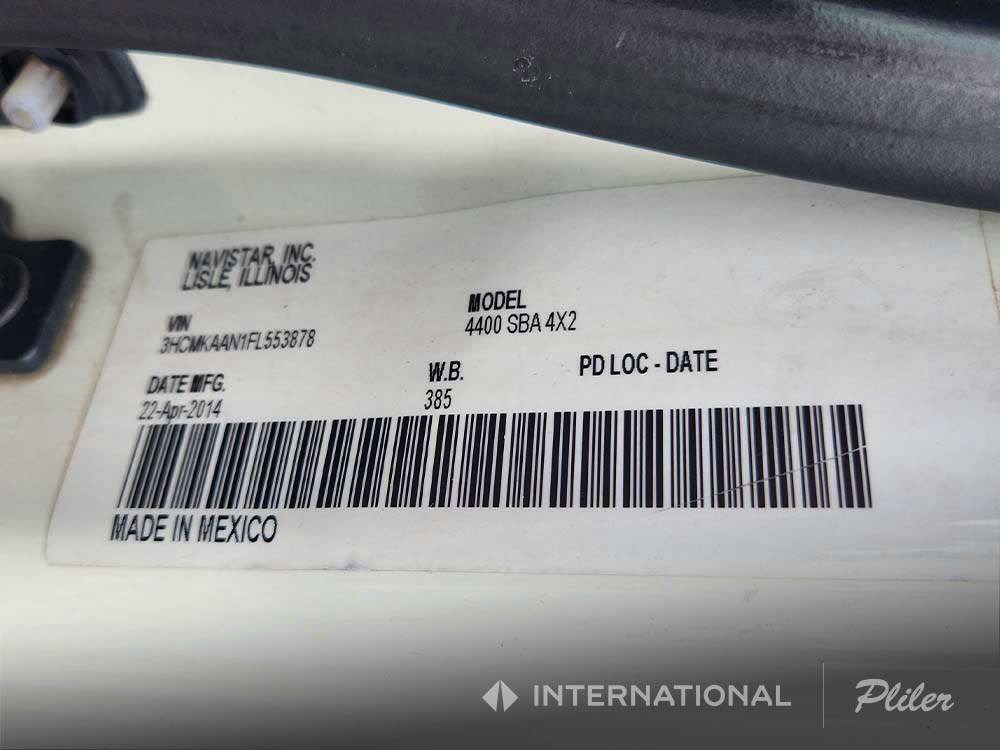 2
NAVISTAR, INC.
LISLE, ILLINOIS
VIN
3HCMKAAN1FL553878
MODEL
4400 SBA 4X2
DATE MFG.
22-Apr-2014
W.B.
385
PD LOC - DATE
MADE IN MEXICO
INTERNATIONAL
Pliler